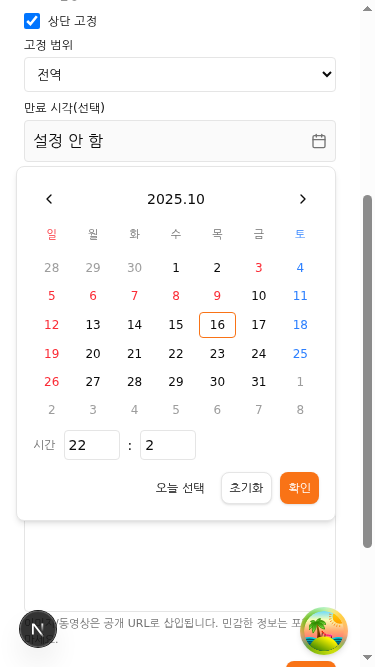 상단 고정
고정 범위
전역
만료 시각(선택)
설정 안 함
2025.10
일 월 화 수 목 금 토
28 29 30 1 2 3 4
5 6 7 8 9 10 11
12 13 14 15 16 17 18
19 20 21 22 23 24 25
26 27 28 29 30 31 1
2 3 4 5 6 7 8
시간 22 : 2
오늘 선택 초기화 확인
N /동영상은 공개 URL로 삽입됩니다. 민감한 정보는